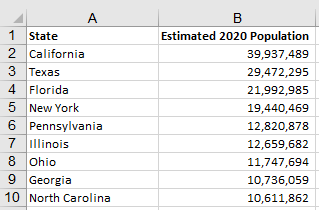 A B
1 State Estimated 2020 Population
2 California 39,937,489
3 Texas 29,472,295
4 Florida 21,992,985
5 New York 19,440,469
6 Pennsylvania 12,820,878
7 Illinois 12,659,682
8 Ohio 11,747,694
9 Georgia 10,736,059
10 North Carolina 10,611,862